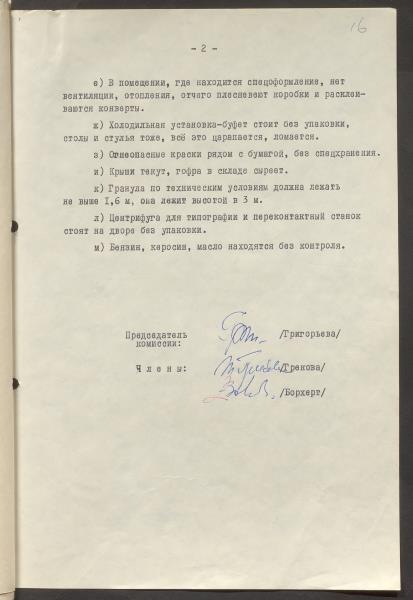 16
- 2 -
е) В помещении, где находится спецоформление, нет
вентиляции, отопления, отчего плесневеют коробки и расклеи-
ваются конверты.
ж) Холодильная установка-буфет стоит без упаковки,
столы и стулья тоже, всё это царапается, ломается.
з) Огнеопасные краски рядом с бумагой, без спецхранения.
и) Крыши текут, гофра в складе сыреет.
к) Гранула по техническим условиям должна лежать
не выше 1,6 м, она лежит высотой в 3 м.
л) Центрифуга для типографии и переконтактный станок
стоят на дворе без упаковки.
м) Бензин, керосин, масло находятся без контроля.
Председатель
комиссии: /Григорьева/
Члены: /Грекова/
/Борхерт/